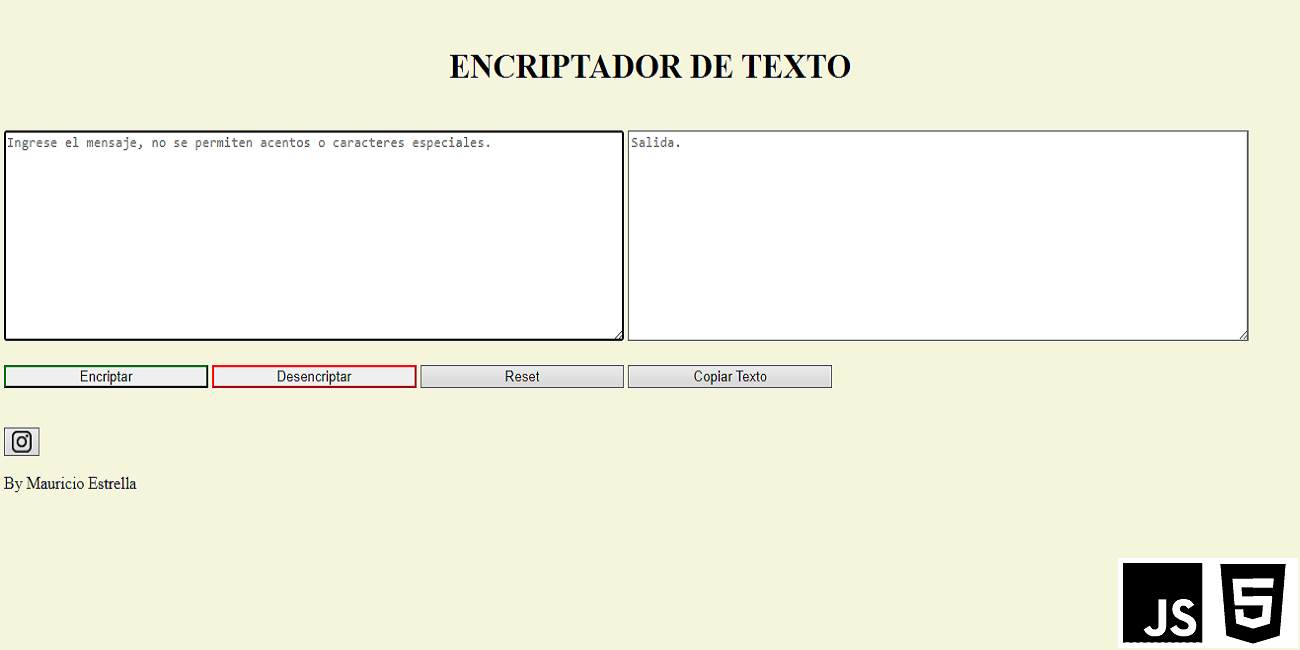 ENCRIPTADOR DE TEXTO
Ingrese el mensaje, no se permiten acentos o caracteres especiales.
Salida.
Encriptar
Desencriptar
Reset
Copiar Texto
By Mauricio Estrella
JS
5